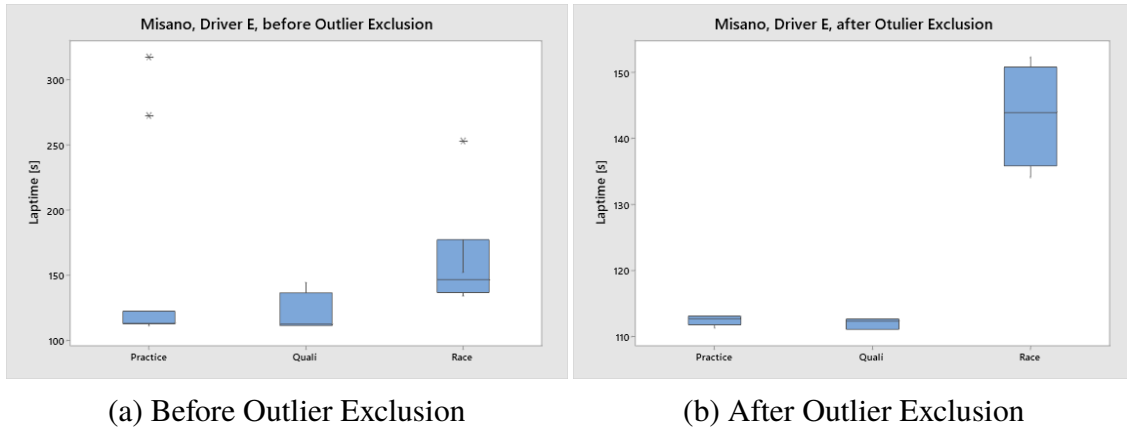 Misano, Driver E, before Outlier Exclusion
300
250
200
150
100
Laptime [s]
Practice Quali Race
(a) Before Outlier Exclusion
Misano, Driver E, after Otulier Exclusion
150
140
130
120
110
Laptime [s]
Practice Quali Race
(b) After Outlier Exclusion